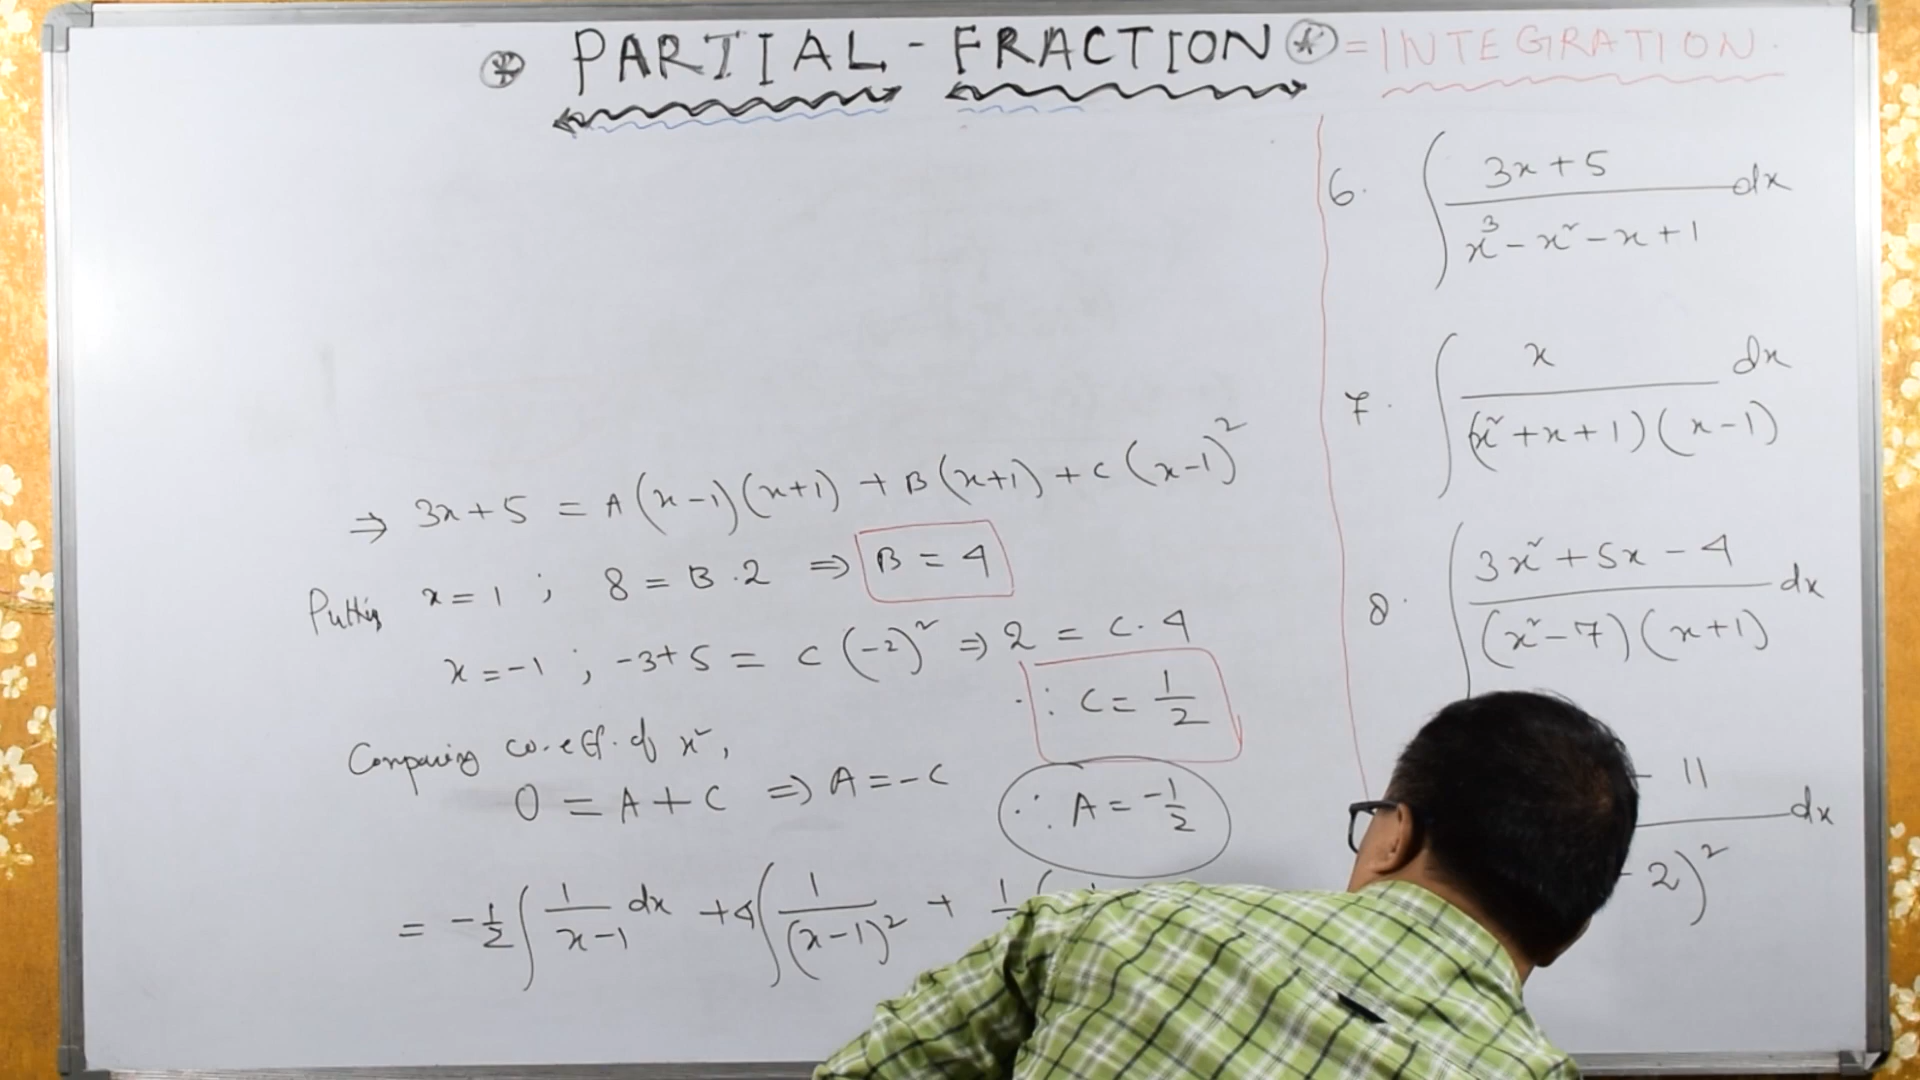 ⊛ PARTIAL - FRACTION ⊛ = INTEGRATION.
⇒ 3x+5 = A(x-1)(x+1) + B(x+1) + C(x-1)²
Putting x = 1 ; 8 = B.2 ⇒ B = 4
x = -1 ; -3+5 = C(-2)² ⇒ 2 = C.4
∴ C = 1/2
Comparing co-eff. of x²,
0 = A + C ⇒ A = -C ∴ A = -1/2
= -1/2 ∫ 1/(x-1) dx + 4 ∫ 1/(x-1)² +
6. ∫ (3x+5)/(x³-x²-x+1) dx
7. ∫ x/((x²+x+1)(x-1)) dx
8. ∫ (3x²+5x-4)/((x²-7)(x+1)) dx
- 11
dx
- 2)²